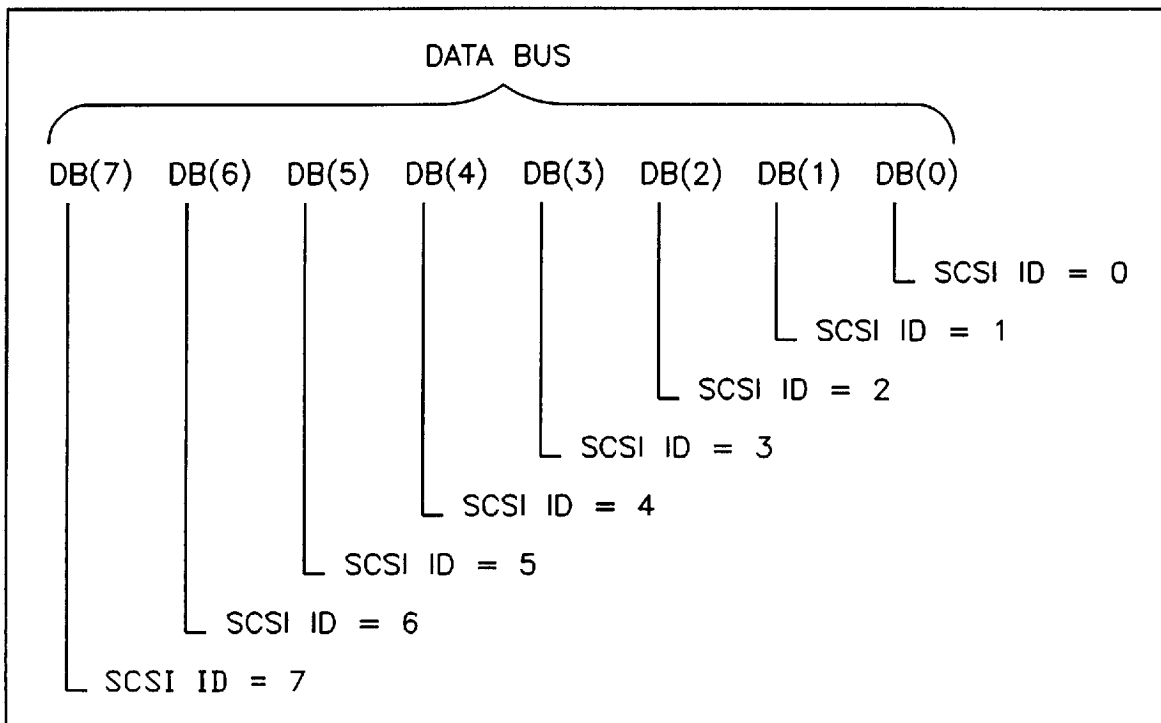 DATA BUS
DB(7) DB(6) DB(5) DB(4) DB(3) DB(2) DB(1) DB(0)
SCSI ID = 0
SCSI ID = 1
SCSI ID = 2
SCSI ID = 3
SCSI ID = 4
SCSI ID = 5
SCSI ID = 6
SCSI ID = 7